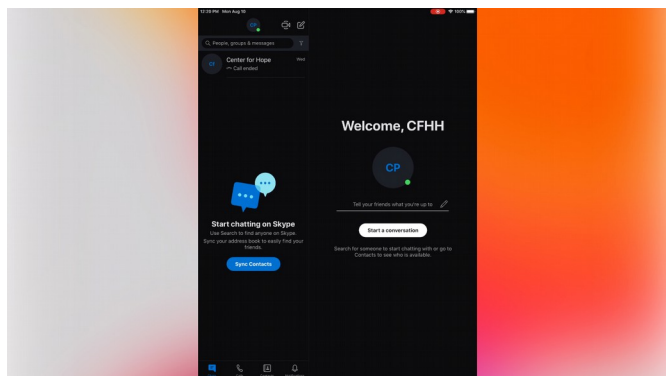 12:26 PM Mon Aug 10
100%
CP
People, groups & messages
CP
Center for Hope
Wed
Call ended
Start chatting on Skype
Use Search to find anyone on Skype.
Sync your address book to easily find your
friends.
Sync Contacts
Welcome, CFHH
CP
Tell your friends what you're up to
Start a conversation
Search for someone to start chatting with or go to
Contacts to see who is available.